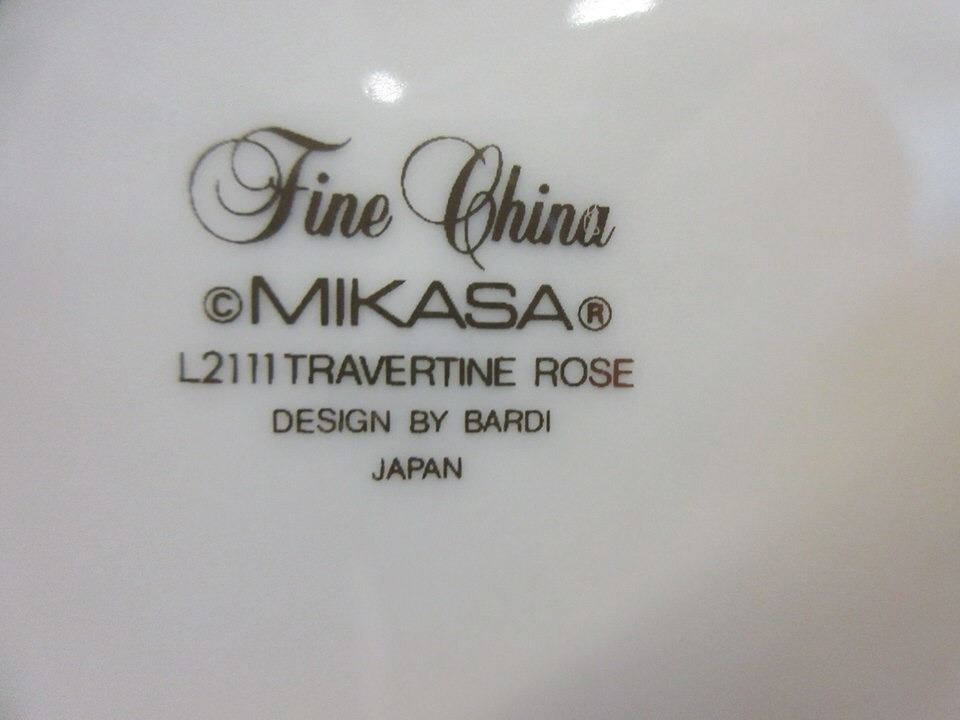 Fine China
©MIKASA®
L2111 TRAVERTINE ROSE
DESIGN BY BARDI
JAPAN